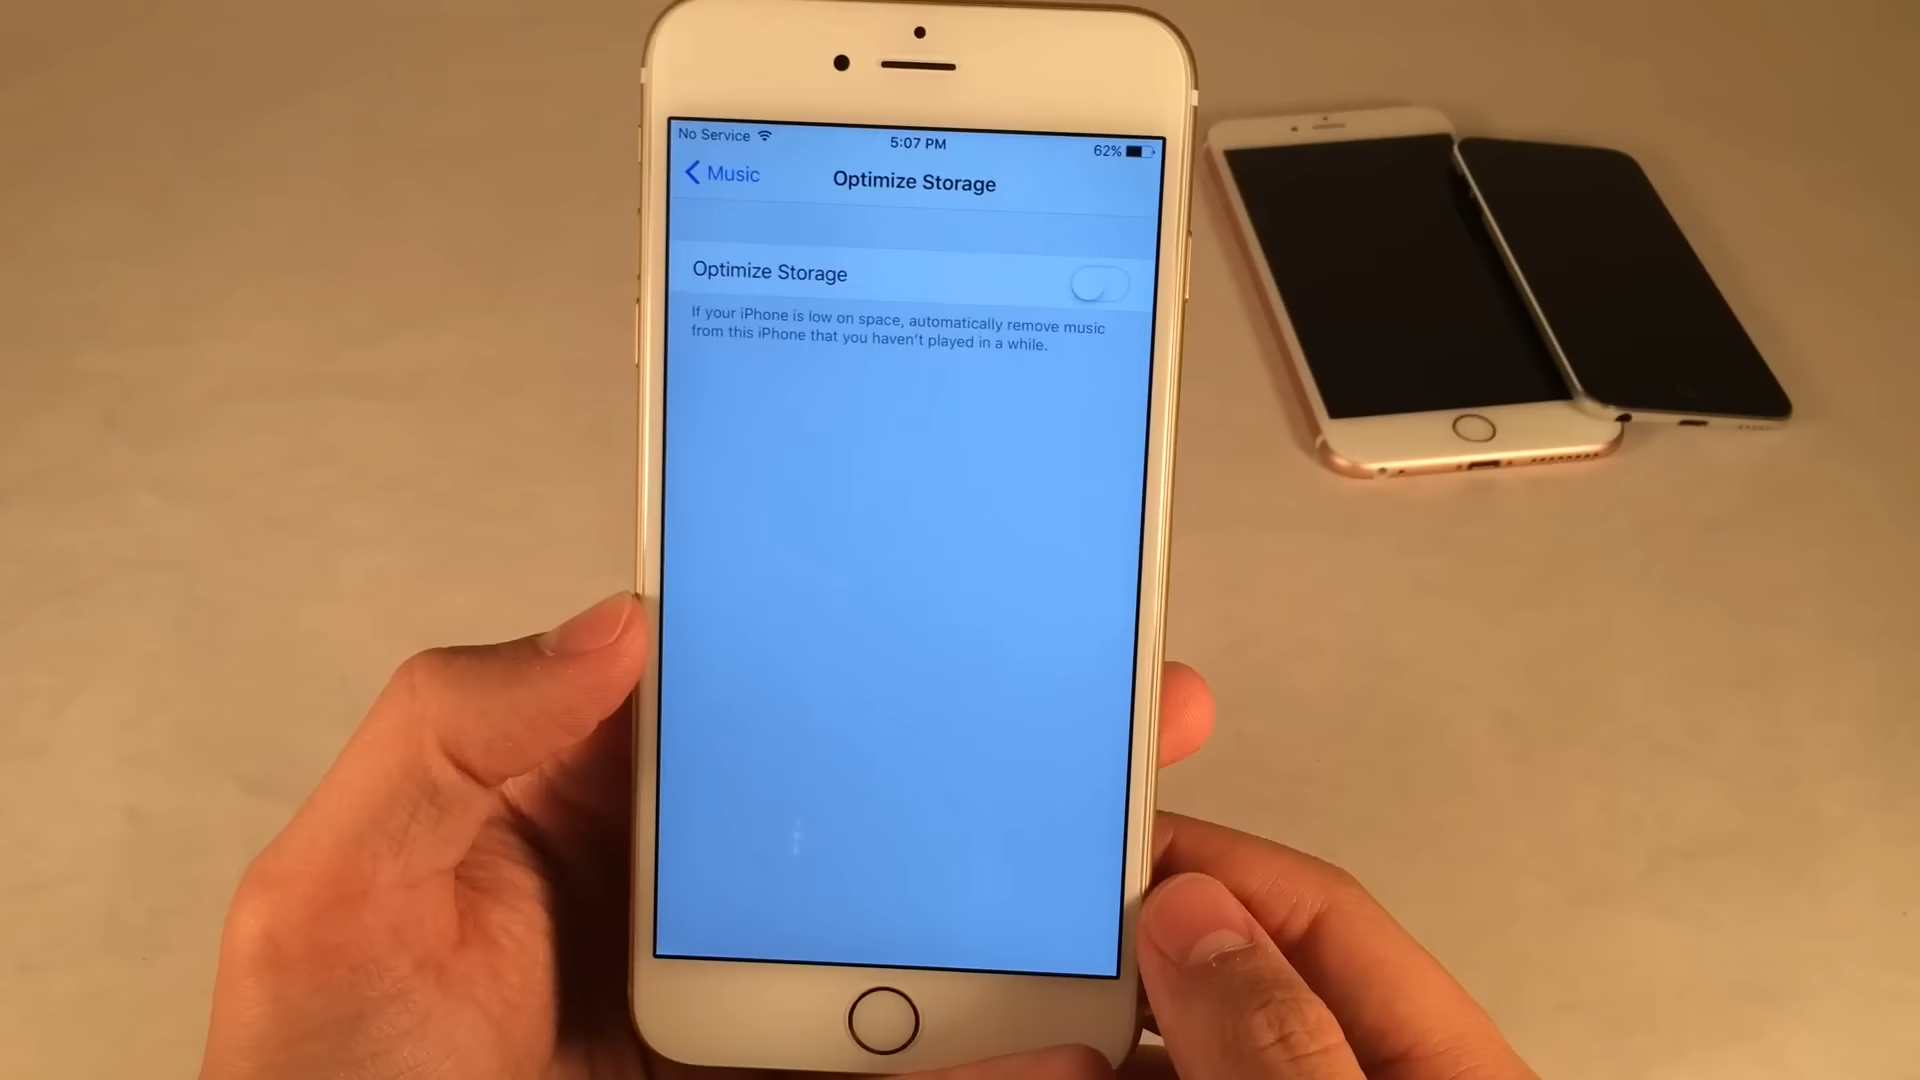 No Service
5:07 PM
62%
Music
Optimize Storage
Optimize Storage
If your iPhone is low on space, automatically remove music
from this iPhone that you haven't played in a while.